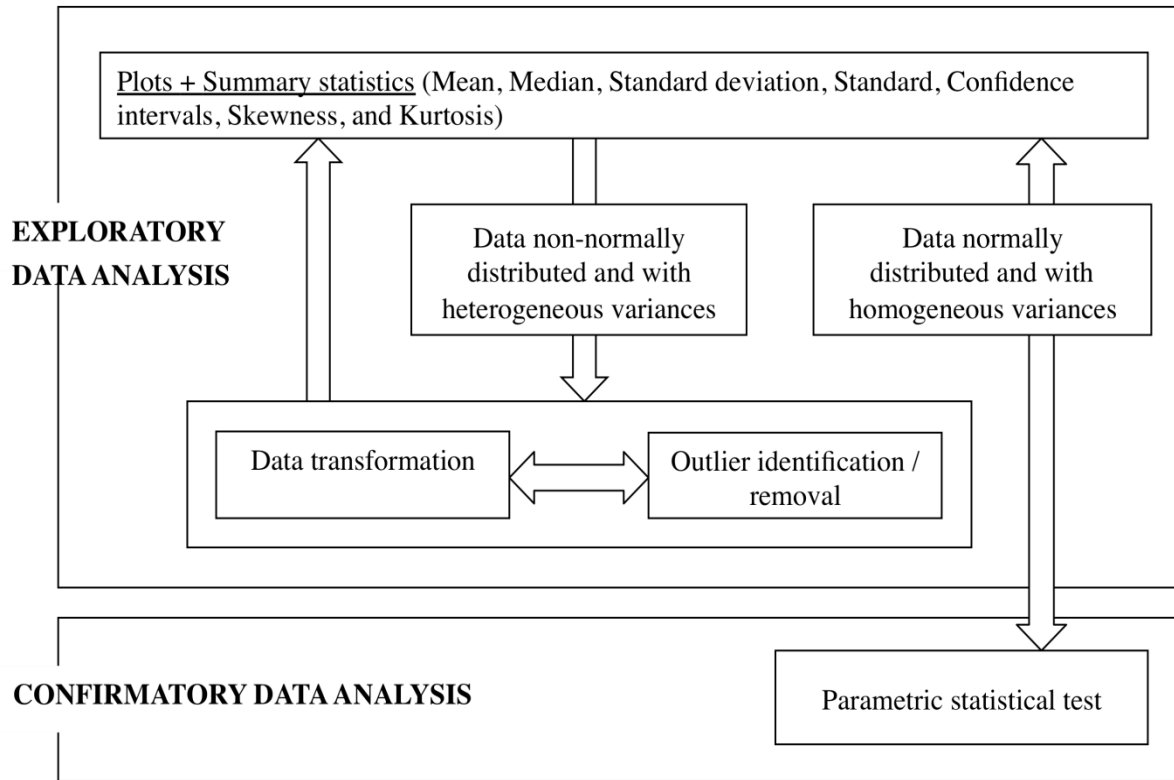 Plots + Summary statistics (Mean, Median, Standard deviation, Standard, Confidence
intervals, Skewness, and Kurtosis)
EXPLORATORY
DATA ANALYSIS
Data non-normally
distributed and with
heterogeneous variances
Data normally
distributed and with
homogeneous variances
Data transformation
Outlier identification /
removal
CONFIRMATORY DATA ANALYSIS
Parametric statistical test